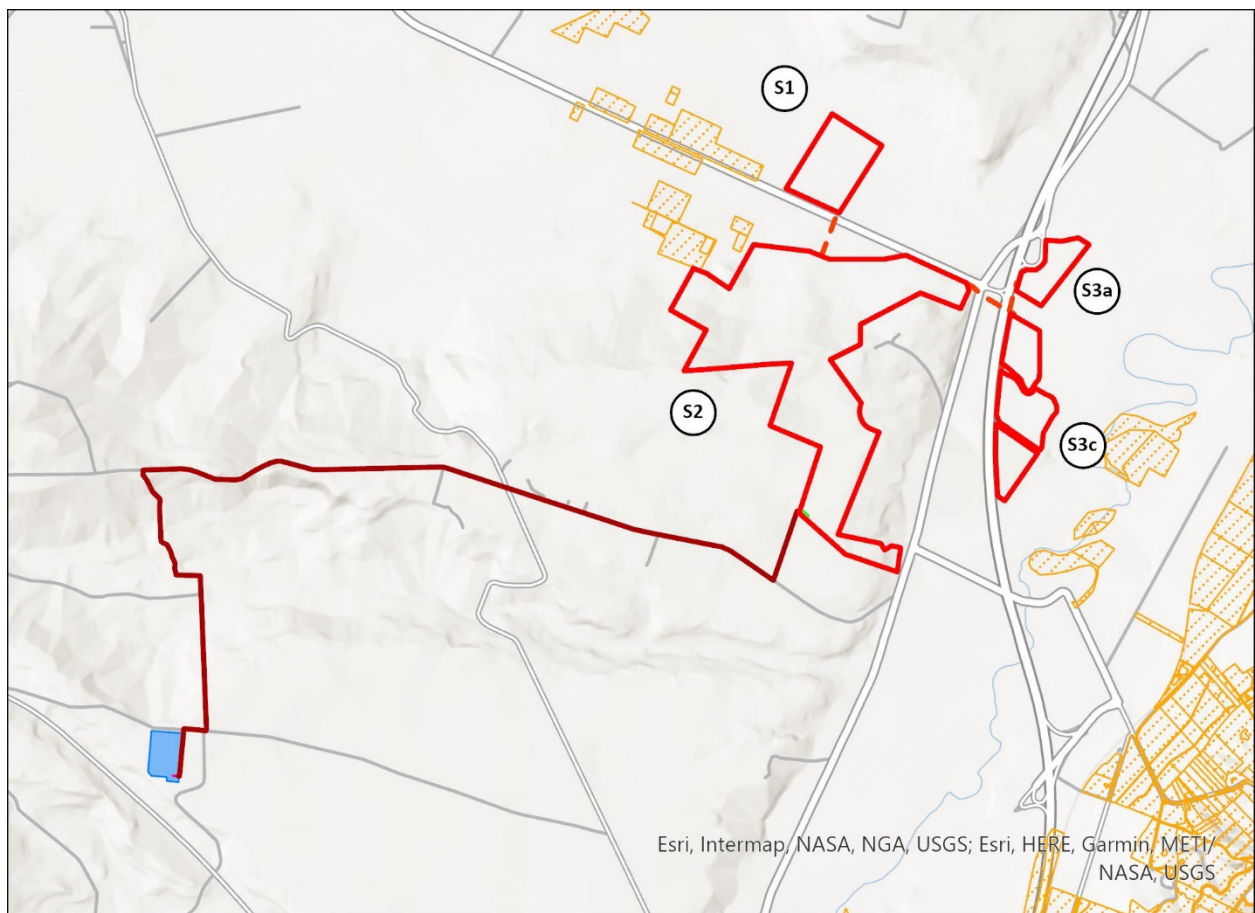 S1
S3a
S2
S3c
Esri, Intermap, NASA, NGA, USGS; Esri, HERE, Garmin, METI/
NASA, USGS